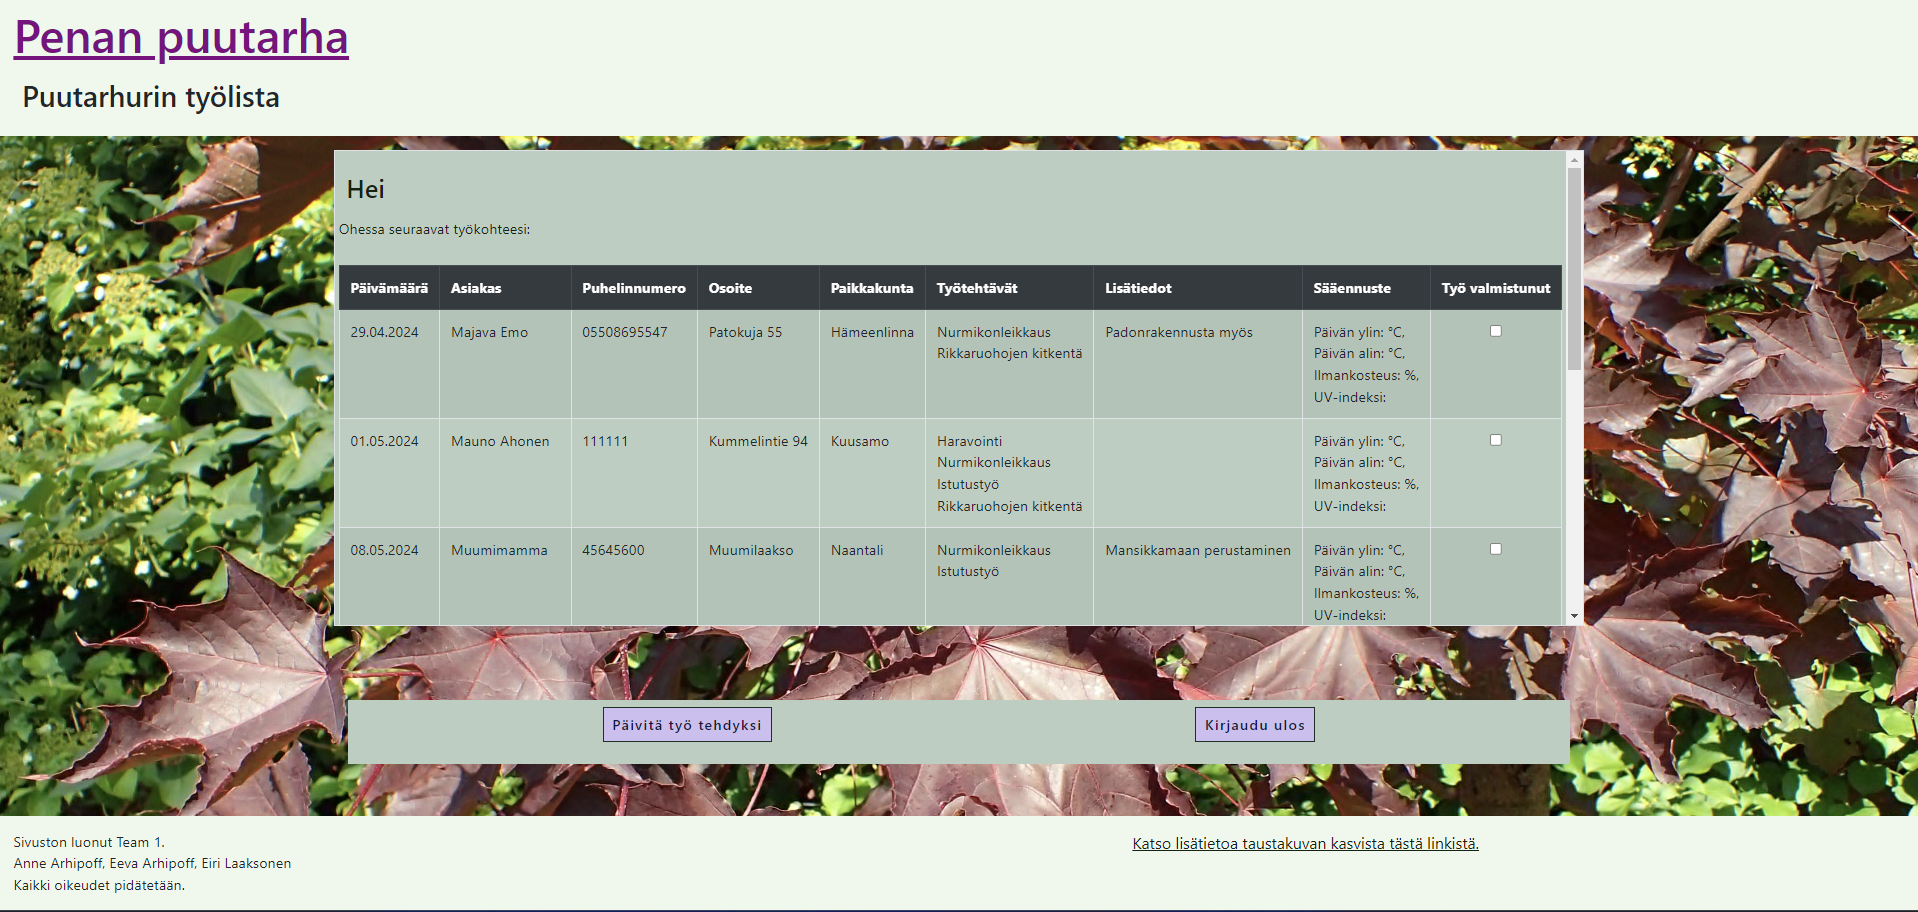 Penan puutarha
Puutarhurin työlista
Hei
Ohessa seuraavat työkohteesi:
Päivämäärä Asiakas Puhelinnumero Osoite Paikkakunta Työtehtävät Lisätiedot Sääennuste Työ valmistunut
29.04.2024 Majava Emo 05508695547 Patokuja 55 Hämeenlinna Nurmikonleikkaus Padonrakennusta myös Päivän ylin: °C,
Rikkaruohojen kitkentä Päivän alin: °C,
Ilmankosteus: %,
UV-indeksi:
01.05.2024 Mauno Ahonen 111111 Kummelintie 94 Kuusamo Haravointi Päivän ylin: °C,
Nurmikonleikkaus Päivän alin: °C,
Istutustyö Ilmankosteus: %,
Rikkaruohojen kitkentä UV-indeksi:
08.05.2024 Muumimamma 45645600 Muumilaakso Naantali Nurmikonleikkaus Mansikkamaan perustaminen Päivän ylin: °C,
Istutustyö Päivän alin: °C,
Ilmankosteus: %,
UV-indeksi:
Päivitä työ tehdyksi Kirjaudu ulos
Sivuston luonut Team 1. Katso lisätietoa taustakuvan kasvista tästä linkistä.
Anne Arhipoff, Eeva Arhipoff, Eiri Laaksonen
Kaikki oikeudet pidätetään.